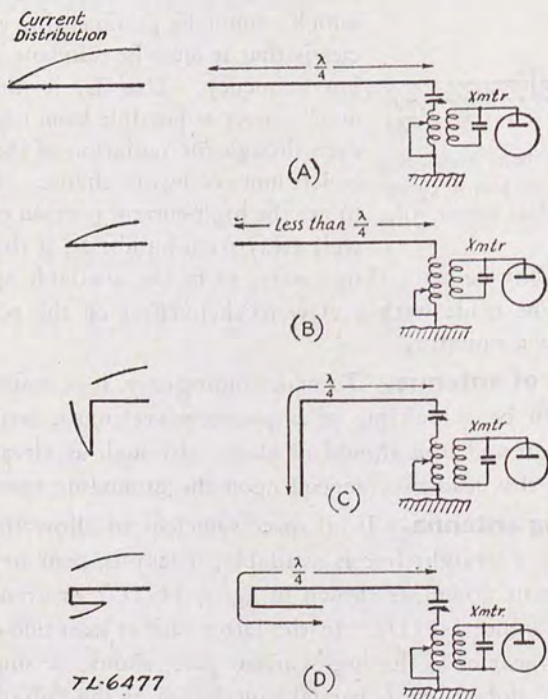 Current
Distribution
λ/4
Xmtr
(A)
less than λ/4
Xmtr
(B)
λ/4
Xmtr
(C)
λ/4
Xmtr
(D)
TL-6477